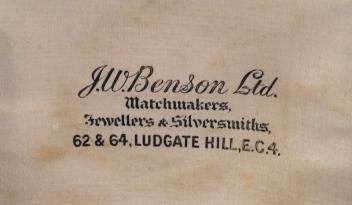 J.W.Benson Ltd.
Watchmakers,
Jewellers & Silversmiths,
62 & 64, LUDGATE HILL, E.C.4.